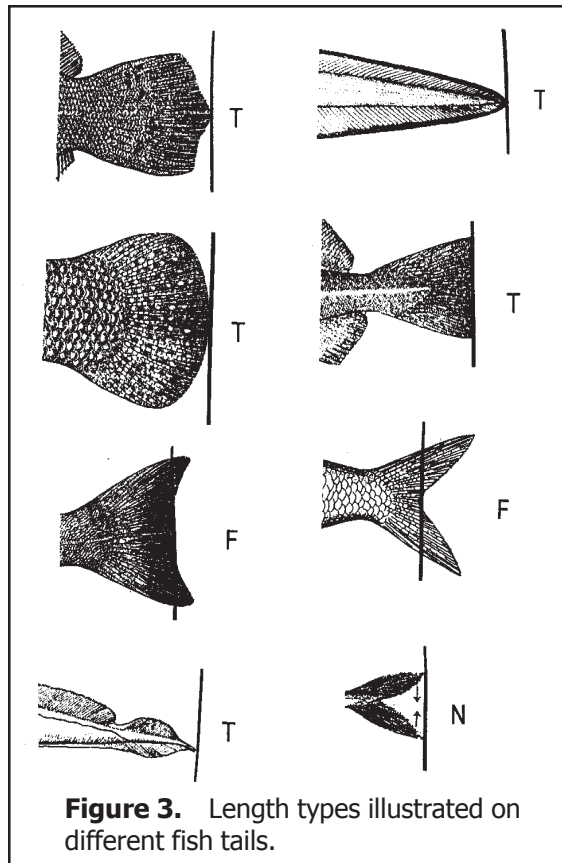 T
T
T
T
F
F
T
N
Figure 3. Length types illustrated on
different fish tails.